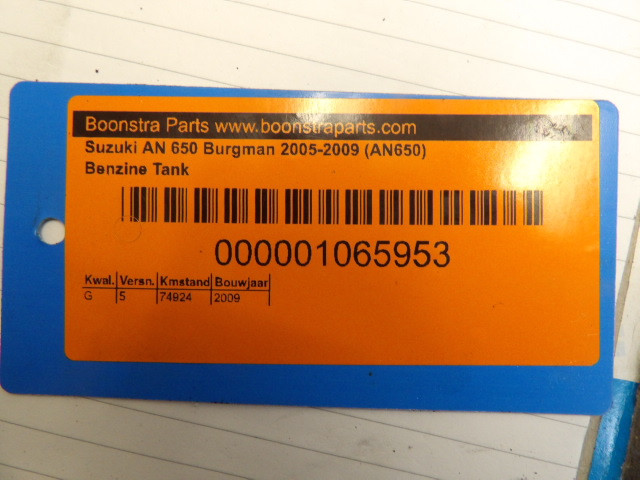 Boonstra Parts www.boonstraparts.com
Suzuki AN 650 Burgman 2005-2009 (AN650)
Benzine Tank
000001065953
Kwal. Versn. Kmstand Bouwjaar
G 5 74924 2009